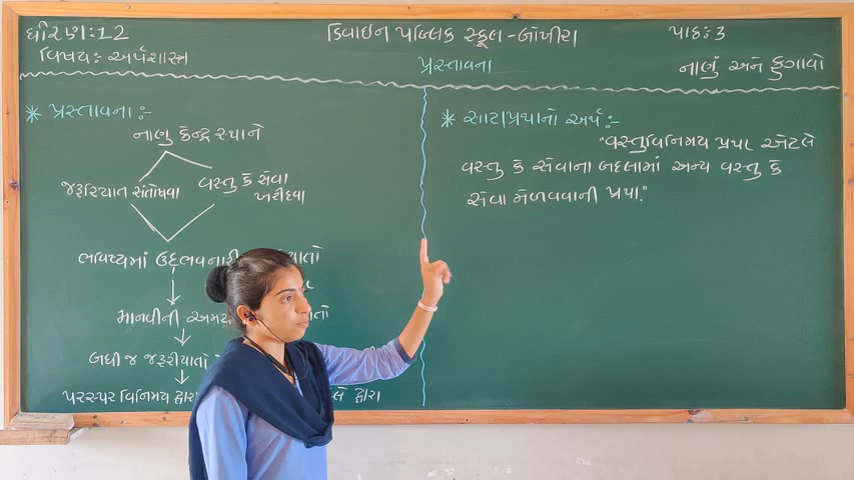 ધોરણ:12
ડિવાઇન પબ્લિક સ્કૂલ-બોખીરા
પાઠ: 3
વિષય: અર્થશાસ્ત્ર
પ્રસ્તાવના
નાણું અને ફુગાવો
* પ્રસ્તાવના:-
નાણું કેન્દ્ર સ્થાને
જરૂરિયાત સંતોષવા
વસ્તુ કે સેવા
ખરીદવા
ભવિષ્યમાં ઉદ્દભવનારી
માનવીની
બધી જ જરૂરીયાતો
પરસ્પર વિનિમય દ્વારા
દ્વારા
* સાટાપ્રથાનો અર્થ:-
"વસ્તુવિનિમય પ્રથા એટલે
વસ્તુ કે સેવાના બદલામાં અન્ય વસ્તુ કે
સેવા મેળવવાની પ્રથા."